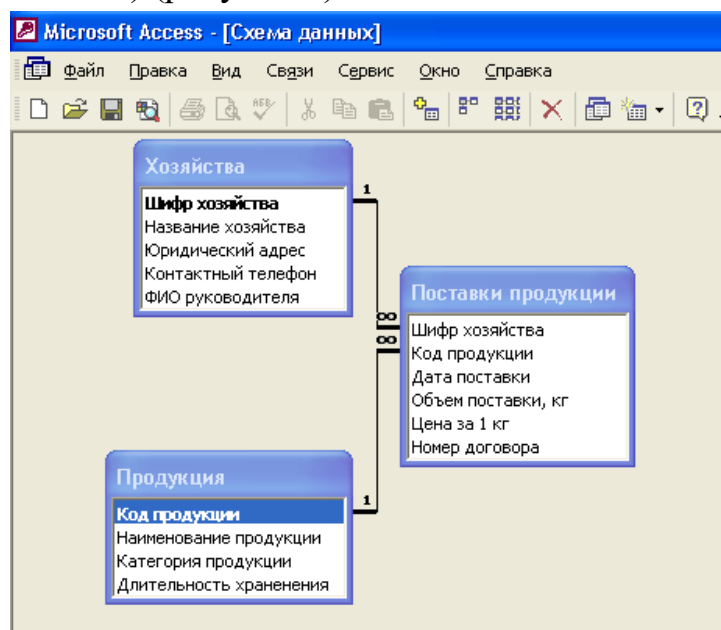 Microsoft Access - [Схема данных]
Файл Правка Вид Связи Сервис Окно Справка
Хозяйства
Шифр хозяйства
Название хозяйства
Юридический адрес
Контактный телефон
ФИО руководителя
1
∞
∞
Поставки продукции
Шифр хозяйства
Код продукции
Дата поставки
Объем поставки, кг
Цена за 1 кг
Номер договора
Продукция
1
Код продукции
Наименование продукции
Категория продукции
Длительность храненения